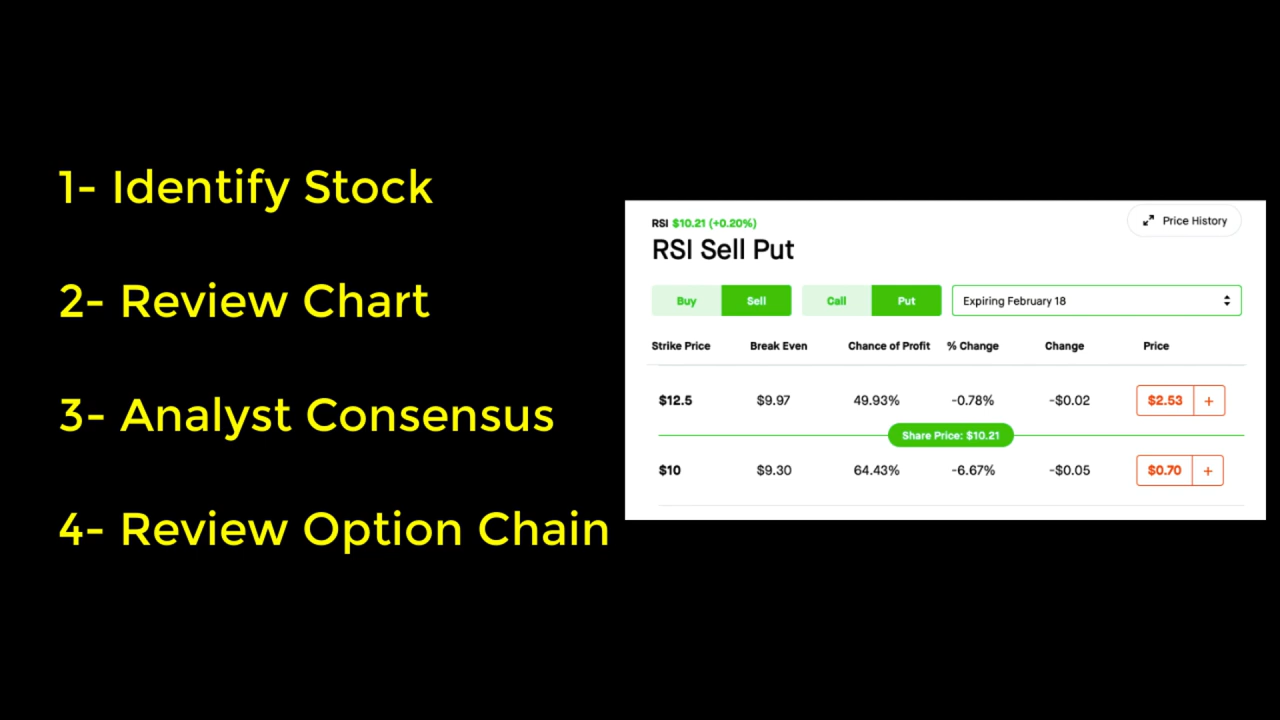 1- Identify Stock
2- Review Chart
3- Analyst Consensus
4- Review Option Chain
RSI $10.21 (+0.20%)
Price History
RSI Sell Put
Buy Sell Call Put Expiring February 18
Strike Price Break Even Chance of Profit % Change Change Price
$12.5 $9.97 49.93% -0.78% -$0.02 $2.53 +
Share Price: $10.21
$10 $9.30 64.43% -6.67% -$0.05 $0.70 +